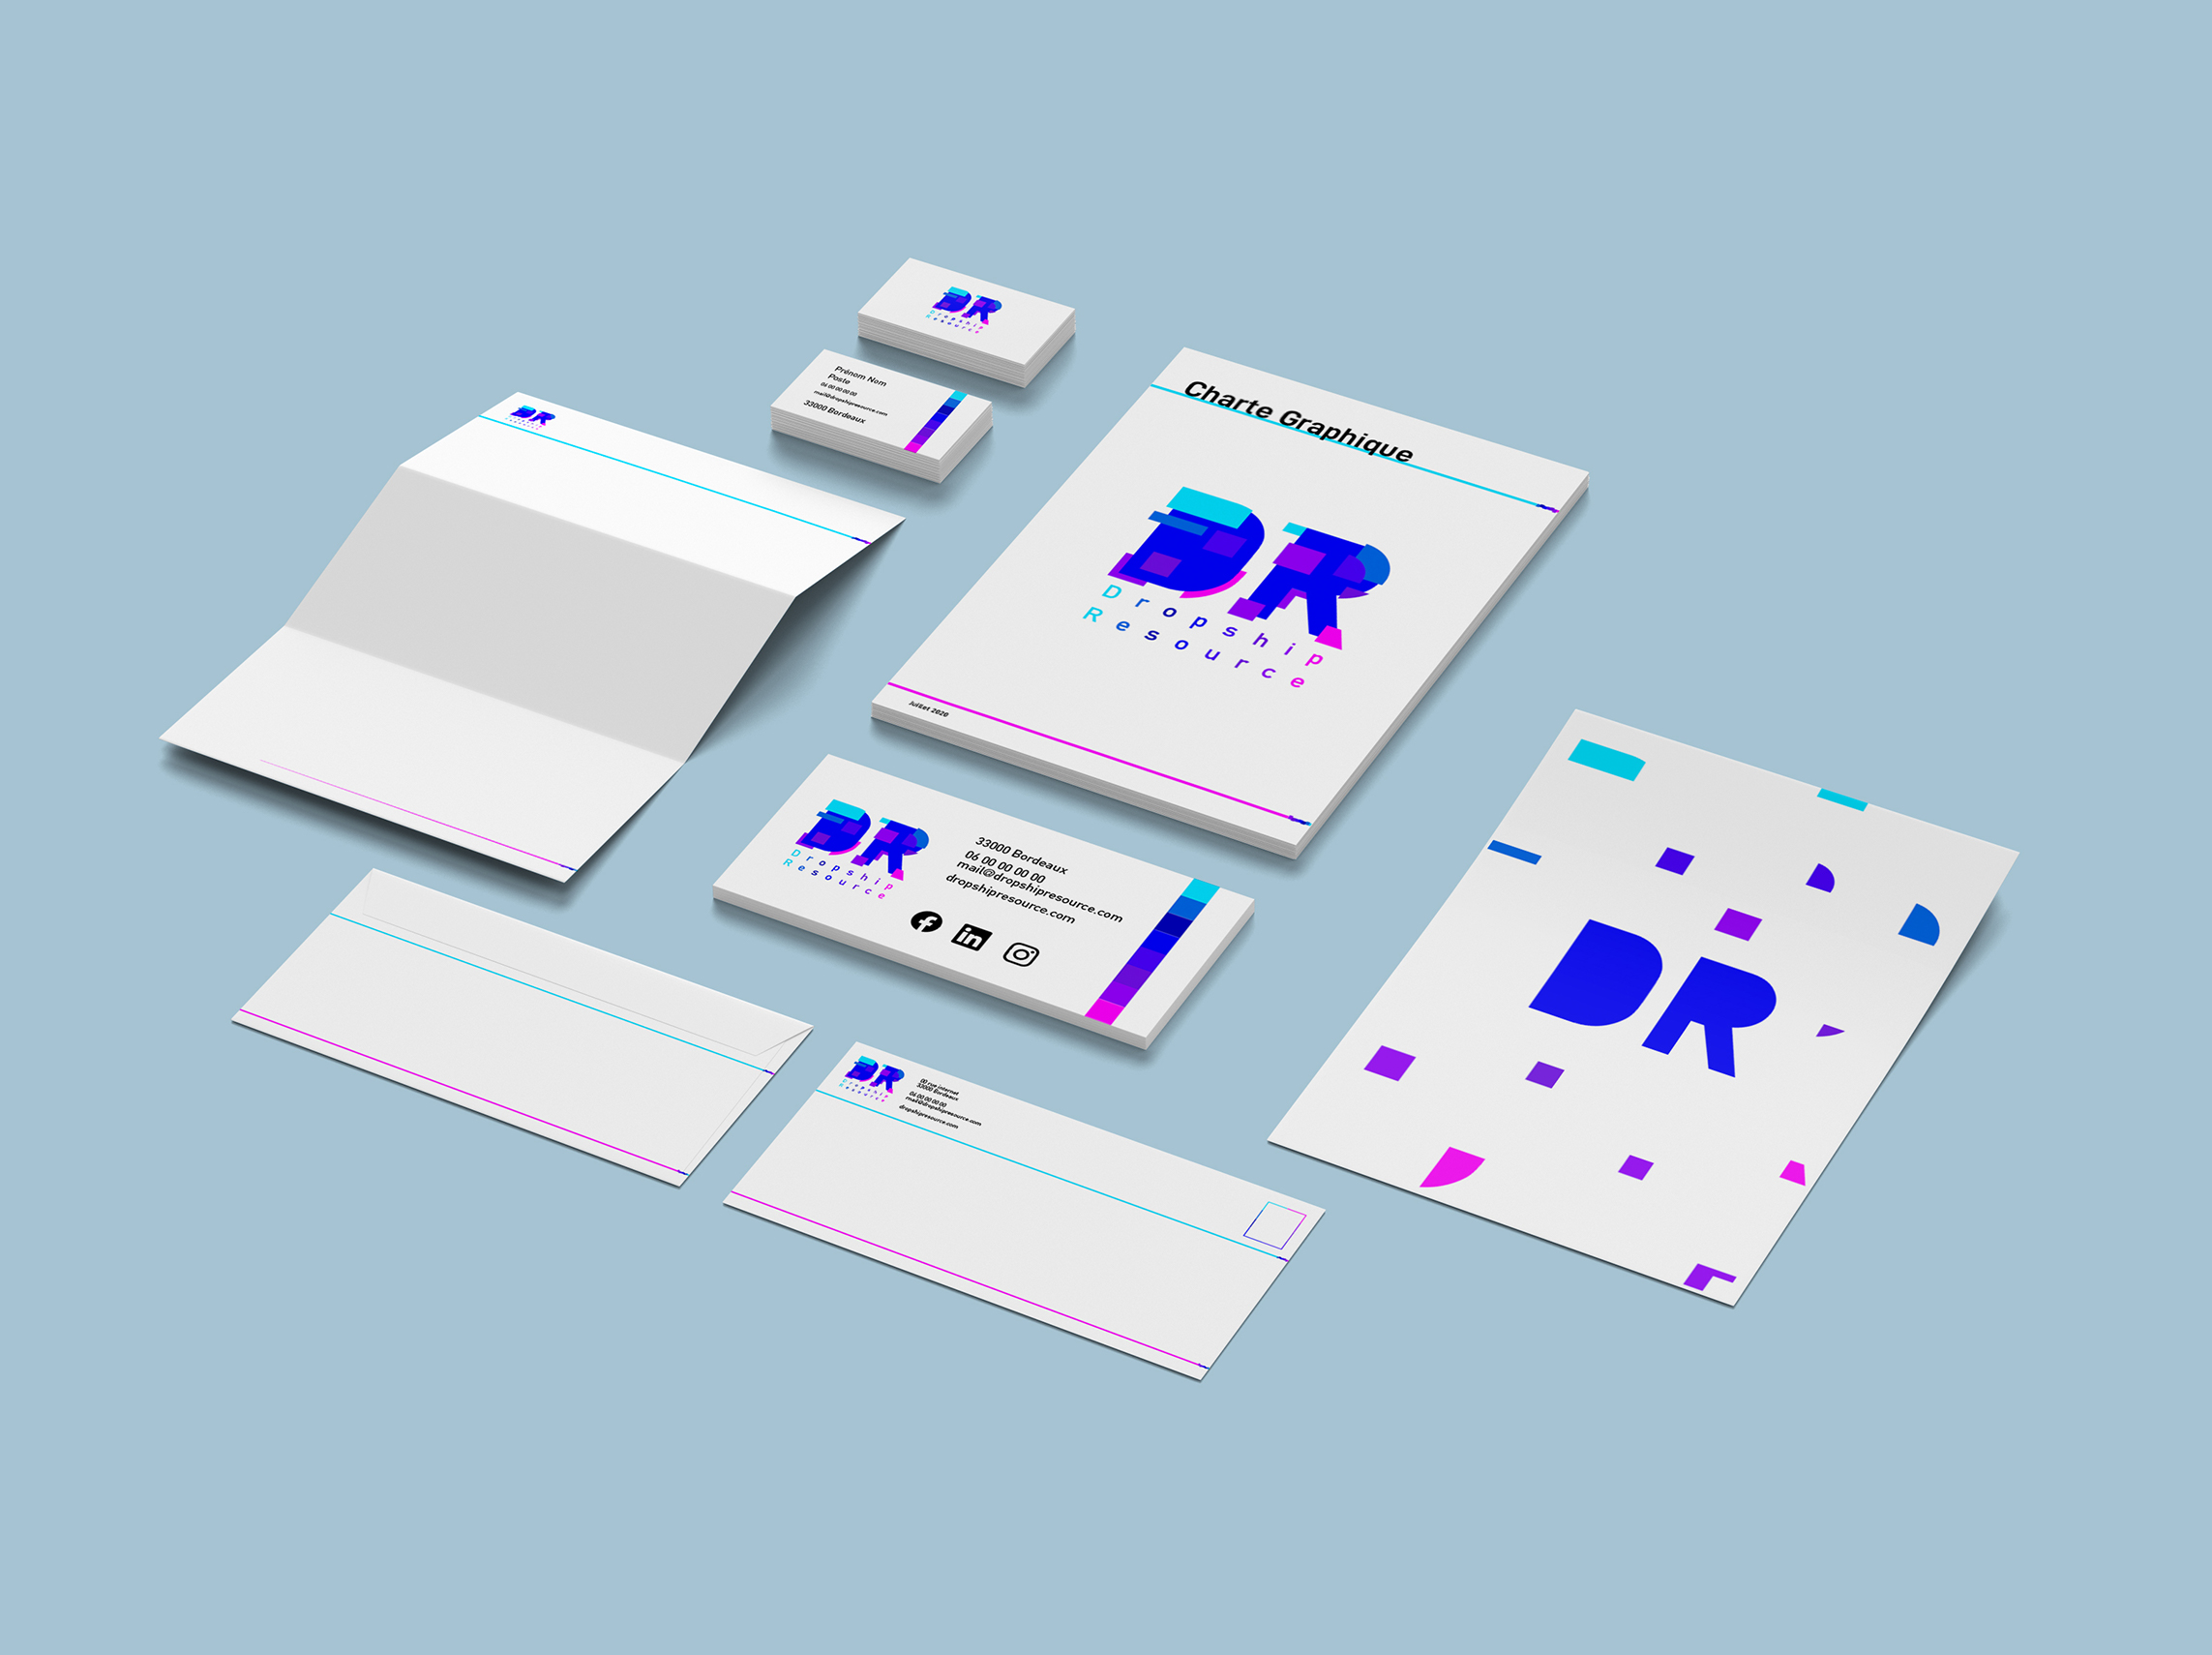 DR
Dropship
Resource
Prénom Nom
Poste
06 00 00 00 00
mail@dropshipresource.com
33000 Bordeaux
DR
Charte Graphique
DR
Dropship
Resource
Juillet 2020
DR
Dropship
Resource
33000 Bordeaux
06 00 00 00 00
mail@dropshipresource.com
dropshipresource.com
f
in
DR
DR
Dropship
Resource
00 rue internet
33000 Bordeaux
06 00 00 00 00
mail@dropshipresource.com
dropshipresource.com